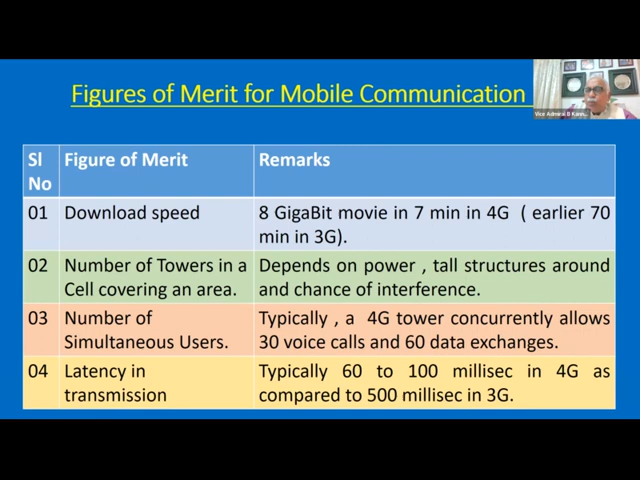 Figures of Merit for Mobile Communication
Vice Admiral B Kann...
Sl No
Figure of Merit
Remarks
01
Download speed
8 GigaBit movie in 7 min in 4G ( earlier 70
min in 3G).
02
Number of Towers in a
Cell covering an area.
Depends on power , tall structures around
and chance of interference.
03
Number of
Simultaneous Users.
Typically , a 4G tower concurrently allows
30 voice calls and 60 data exchanges.
04
Latency in
transmission
Typically 60 to 100 millisec in 4G as
compared to 500 millisec in 3G.